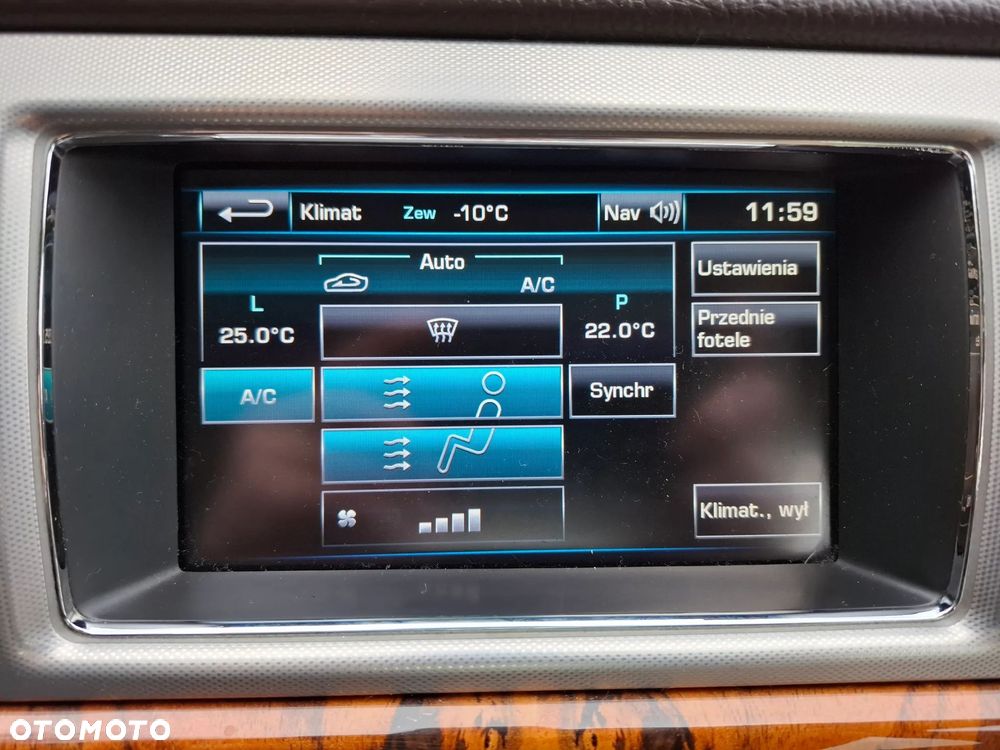 Klimat Zew -10°C Nav 11:59
Auto
A/C
L
25.0°C
P
22.0°C
Ustawienia
Przednie
fotele
A/C
Synchr
Klimat., wył
OTOMOTO